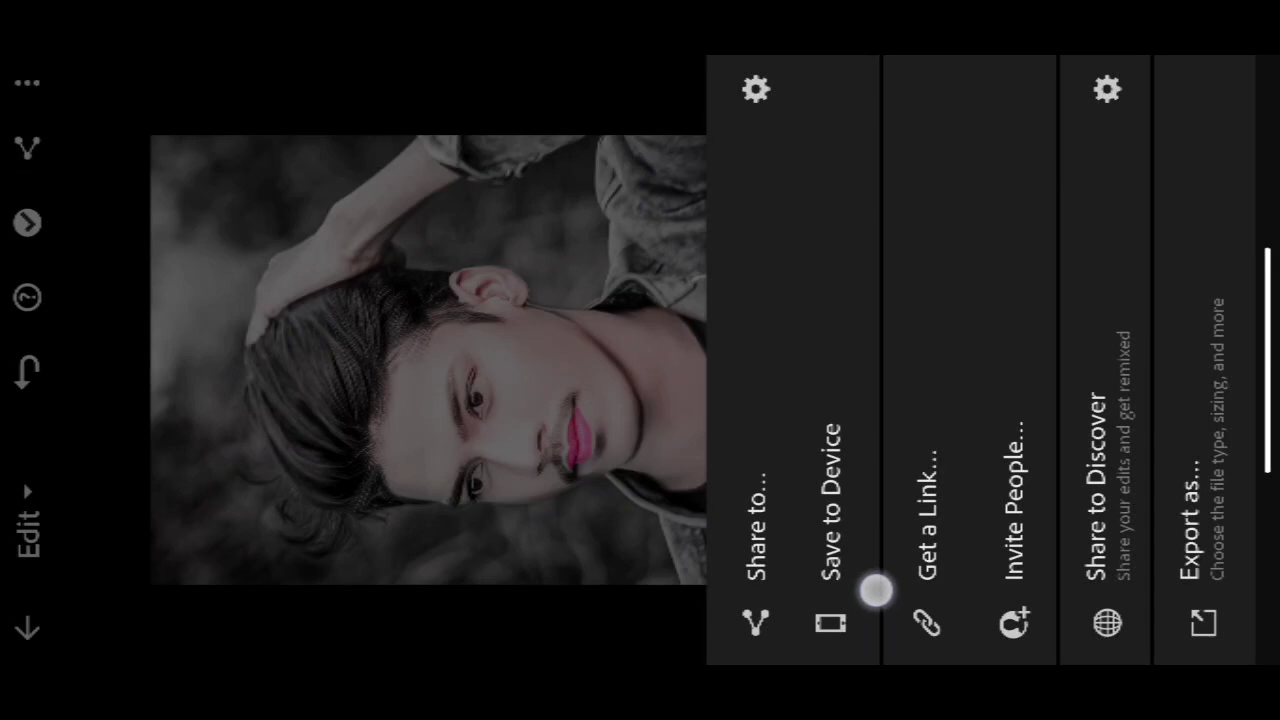 Edit
Share to...
Save to Device
Get a Link...
Invite People...
Share to Discover
Share your edits and get remixed
Export as...
Choose the file type, sizing, and more